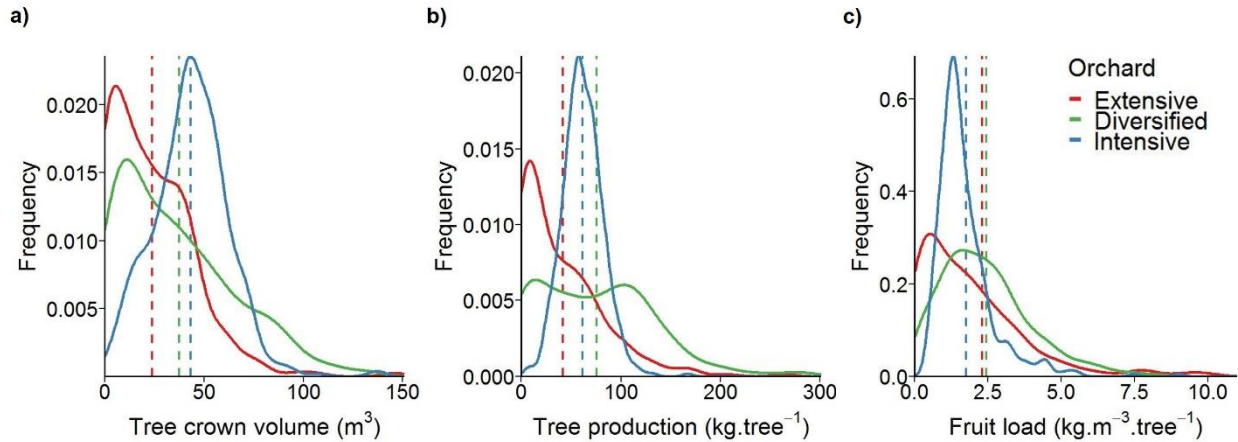 a)
Frequency
0.020
0.015
0.010
0.005
0 50 100 150
Tree crown volume (m³)
b)
Frequency
0.020
0.015
0.010
0.005
0.000
0 100 200 300
Tree production (kg.tree⁻¹)
c)
Frequency
0.6
0.4
0.2
0.0
0.0 2.5 5.0 7.5 10.0
Fruit load (kg.m⁻³.tree⁻¹)
Orchard
Extensive
Diversified
Intensive